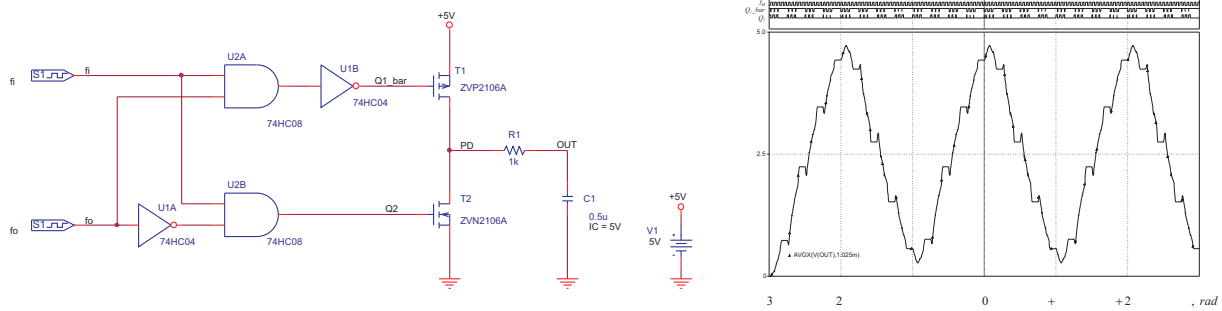 +5V
U2A
U1B
T1
fi
S1
fi
Q1_bar
ZVP2106A
74HC04
74HC08
R1
PD
OUT
1k
U2B
U1A
T2
C1
+5V
fo
S1
fo
Q2
ZVN2106A
0.5u
IC = 5V
V1
5V
74HC04
74HC08
5.0
2.5
0
AVGX(V(OUT),1.025m)
3 2 0 + +2 , rad